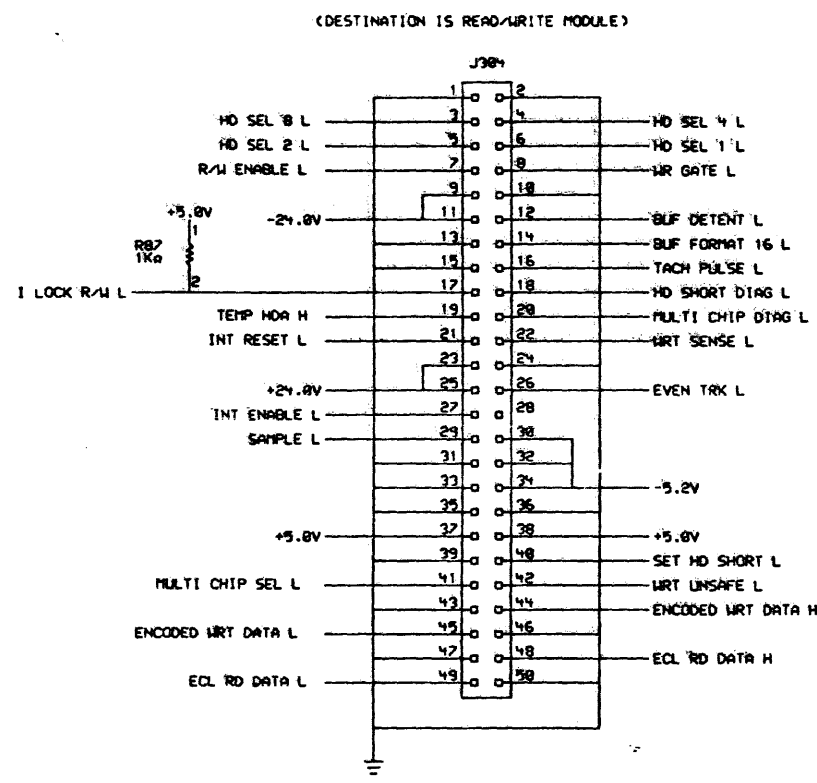 (DESTINATION IS READ/WRITE MODULE)
J304
1 2
HD SEL 8 L 3 4 HD SEL 4 L
HD SEL 2 L 5 6 HD SEL 1 L
R/W ENABLE L 7 8 WR GATE L
9 10
+5.0V
-24.0V 11 12 BUF DETENT L
1
13 14 BUF FORMAT 16 L
R87
1KΩ
15 16 TACH PULSE L
2
I LOCK R/W L 17 18 HD SHORT DIAG L
TEMP HDA H 19 20 MULTI CHIP DIAG L
INT RESET L 21 22 WRT SENSE L
23 24
+24.0V 25 26 EVEN TRK L
INT ENABLE L 27 28
SAMPLE L 29 30
31 32
33 34 -5.2V
35 36
+5.0V 37 38 +5.0V
39 40 SET HD SHORT L
MULTI CHIP SEL L 41 42 WRT UNSAFE L
43 44 ENCODED WRT DATA H
ENCODED WRT DATA L 45 46
47 48 ECL RD DATA H
ECL RD DATA L 49 50